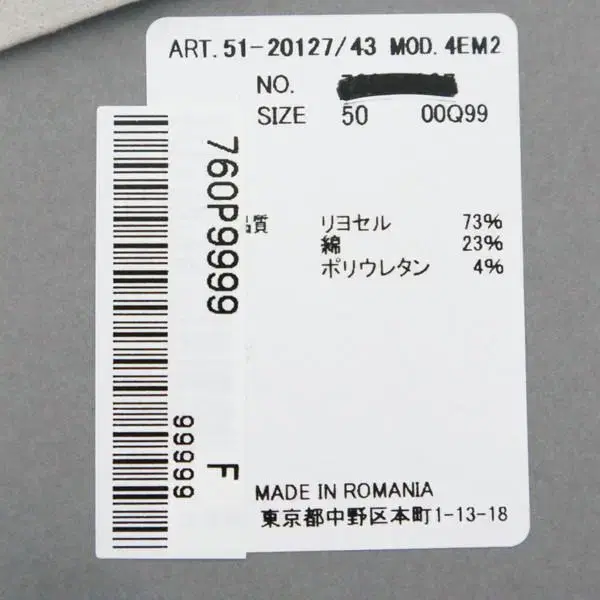 ART. 51-20127/43 MOD. 4EM2
NO.
SIZE 50 00Q99
質 リヨセル 73%
綿 23%
ポリウレタン 4%
MADE IN ROMANIA
東京都中野区本町1-13-18
760P9999
99999 F